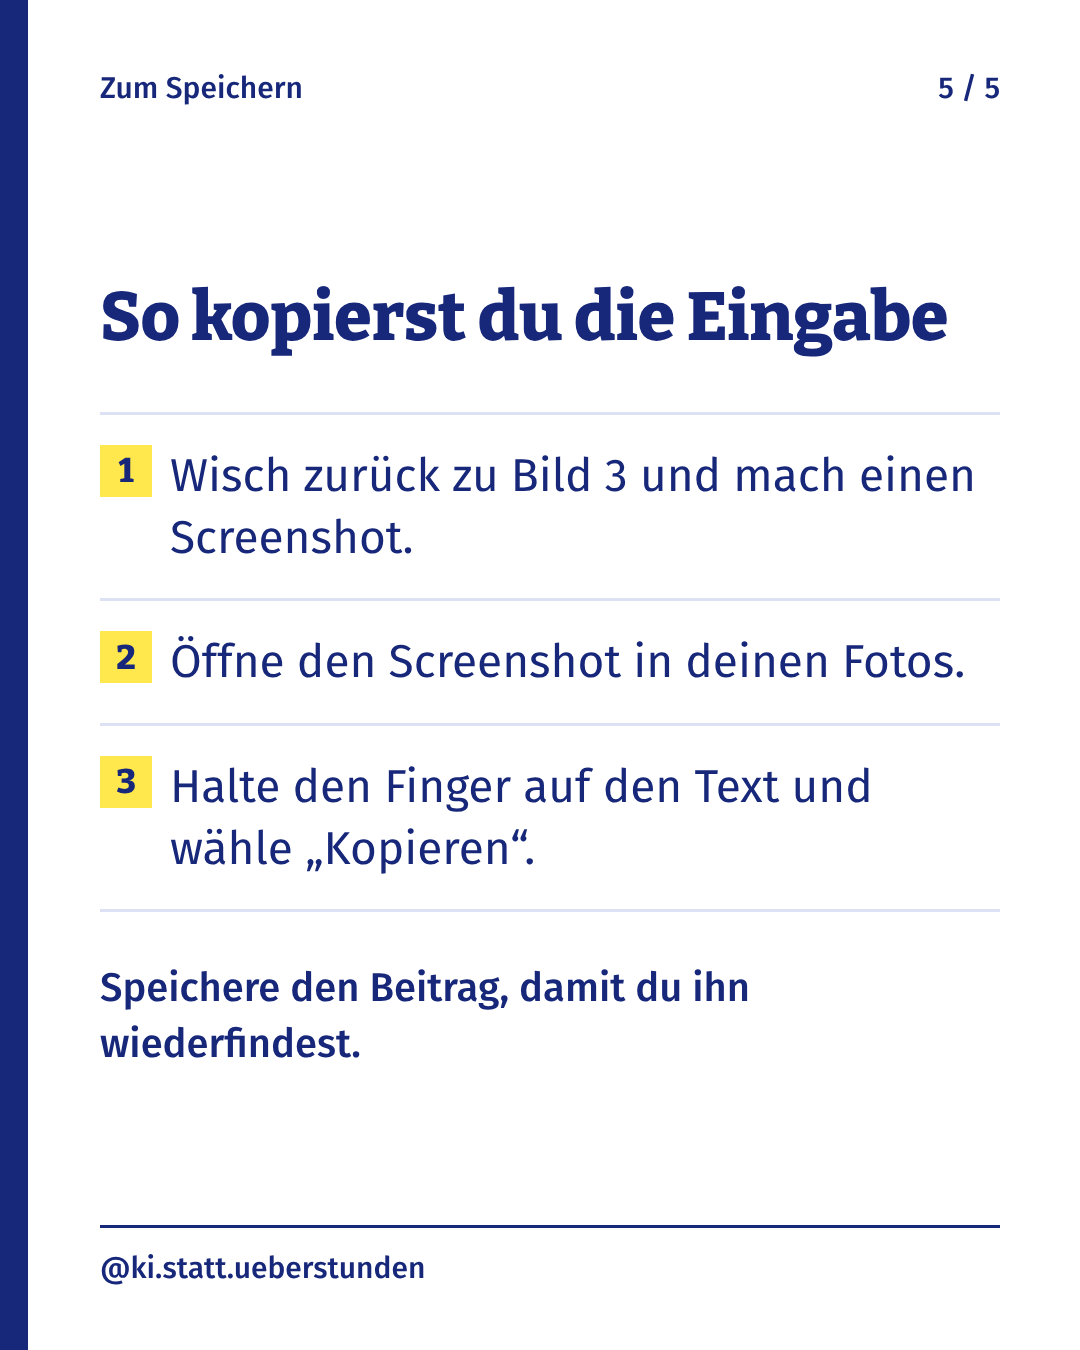 Zum Speichern
5 / 5
So kopierst du die Eingabe
1 Wisch zurück zu Bild 3 und mach einen
Screenshot.
2 Öffne den Screenshot in deinen Fotos.
3 Halte den Finger auf den Text und
wähle „Kopieren“.
Speichere den Beitrag, damit du ihn
wiederfindest.
@ki.statt.ueberstunden